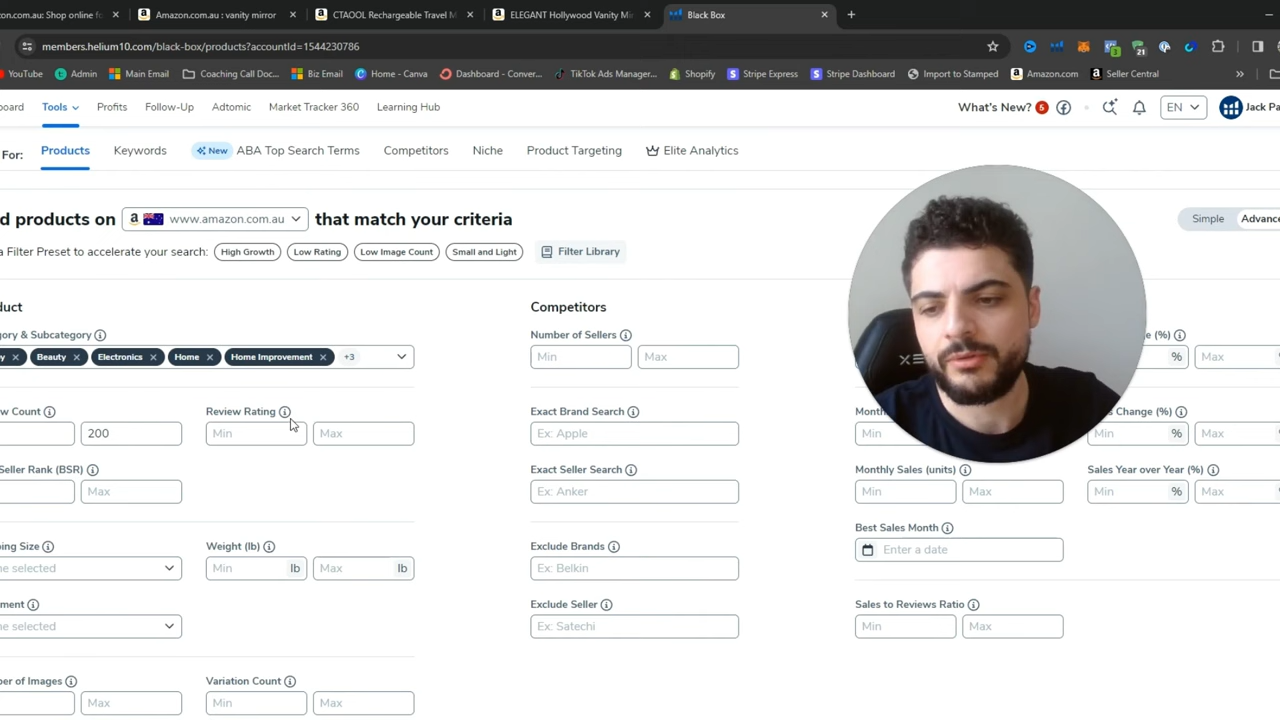 on.com.au: Shop online fo
Amazon.com.au : vanity mirror
CTAOOL Rechargeable Travel M
ELEGANT Hollywood Vanity Mir
Black Box
members.helium10.com/black-box/products?accountId=1544230786
YouTube Admin Main Email Coaching Call Doc... Biz Email Home - Canva Dashboard - Conver... TikTok Ads Manager... Shopify Stripe Express Stripe Dashboard Import to Stamped Amazon.com Seller Central
board Tools Profits Follow-Up Adtomic Market Tracker 360 Learning Hub What's New? 5 EN Jack Pa
For: Products Keywords New ABA Top Search Terms Competitors Niche Product Targeting Elite Analytics
d products on www.amazon.com.au that match your criteria Simple Advance
a Filter Preset to accelerate your search: High Growth Low Rating Low Image Count Small and Light Filter Library
duct Competitors
gory & Subcategory Number of Sellers e (%)
y Beauty Electronics Home Home Improvement +3 Min Max % Max %
w Count Review Rating Exact Brand Search Month s Change (%)
200 Min Max Ex: Apple Min Min % Max %
Seller Rank (BSR) Exact Seller Search Monthly Sales (units) Sales Year over Year (%)
Max Ex: Anker Min Max Min % Max %
Best Sales Month
ping Size Weight (lb) Exclude Brands Enter a date
ne selected Min lb Max lb Ex: Belkin
ment Exclude Seller Sales to Reviews Ratio
ne selected Ex: Satechi Min Max
ber of Images Variation Count
Max Min Max